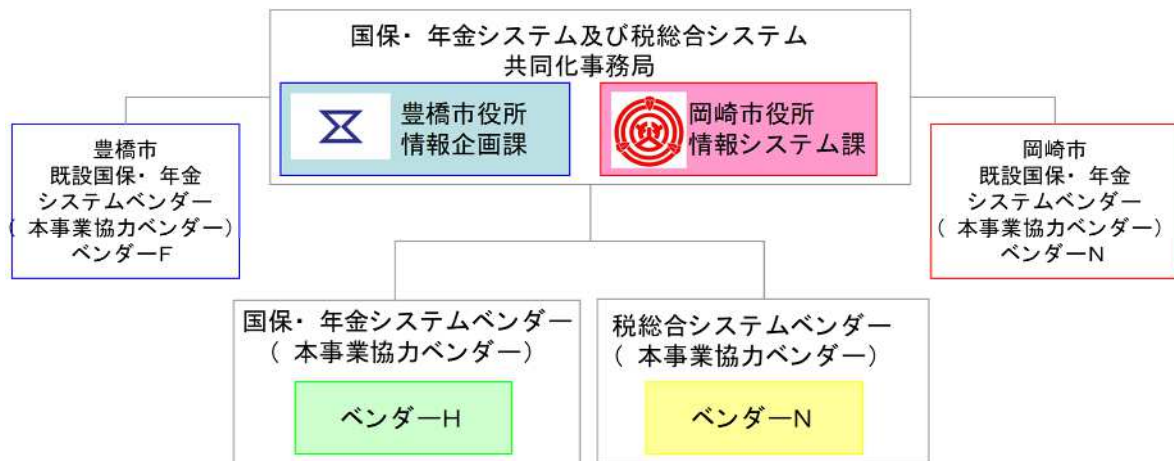 国保・年金システム及び税総合システム
共同化事務局
豊橋市役所
情報企画課
岡崎市役所
情報システム課
豊橋市
既設国保・年金
システムベンダー
(本事業協力ベンダー)
ベンダーF
岡崎市
既設国保・年金
システムベンダー
(本事業協力ベンダー)
ベンダーN
国保・年金システムベンダー
(本事業協力ベンダー)
ベンダーH
税総合システムベンダー
(本事業協力ベンダー)
ベンダーN